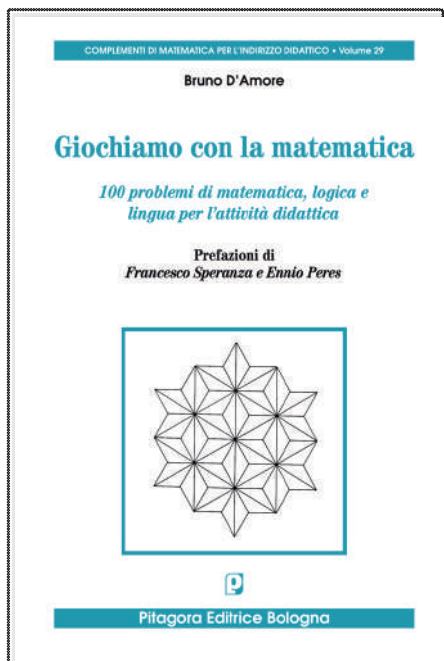 COMPLEMENTI DI MATEMATICA PER L'INDIRIZZO DIDATTICO • Volume 29
Bruno D'Amore
Giochiamo con la matematica
100 problemi di matematica, logica e
lingua per l'attività didattica
Prefazioni di
Francesco Speranza e Ennio Peres
Pitagora Editrice Bologna